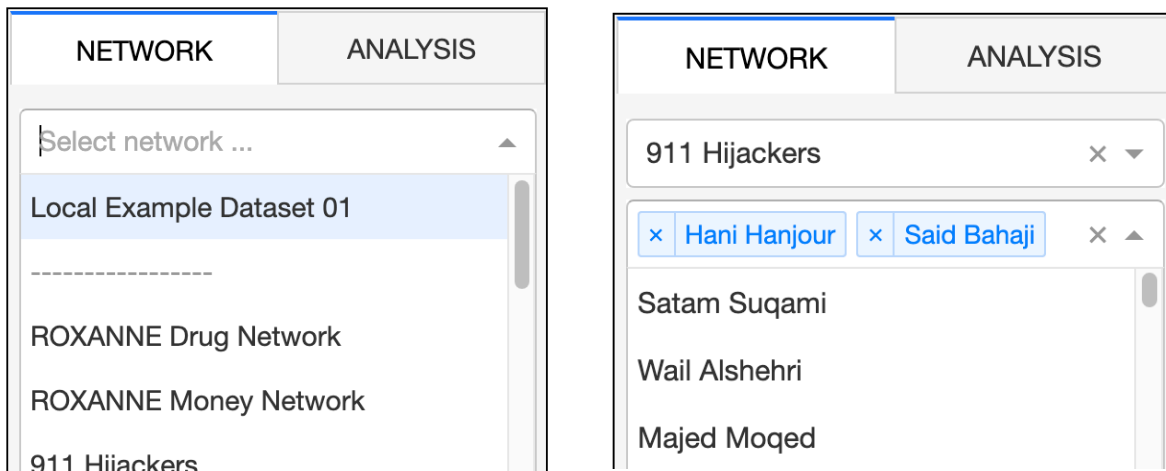 NETWORK ANALYSIS
Select network ...
Local Example Dataset 01
-----------------
ROXANNE Drug Network
ROXANNE Money Network
911 Hijackers
NETWORK ANALYSIS
911 Hijackers × 
× Hani Hanjour × Said Bahaji ×
Satam Suqami
Wail Alshehri
Majed Moqed